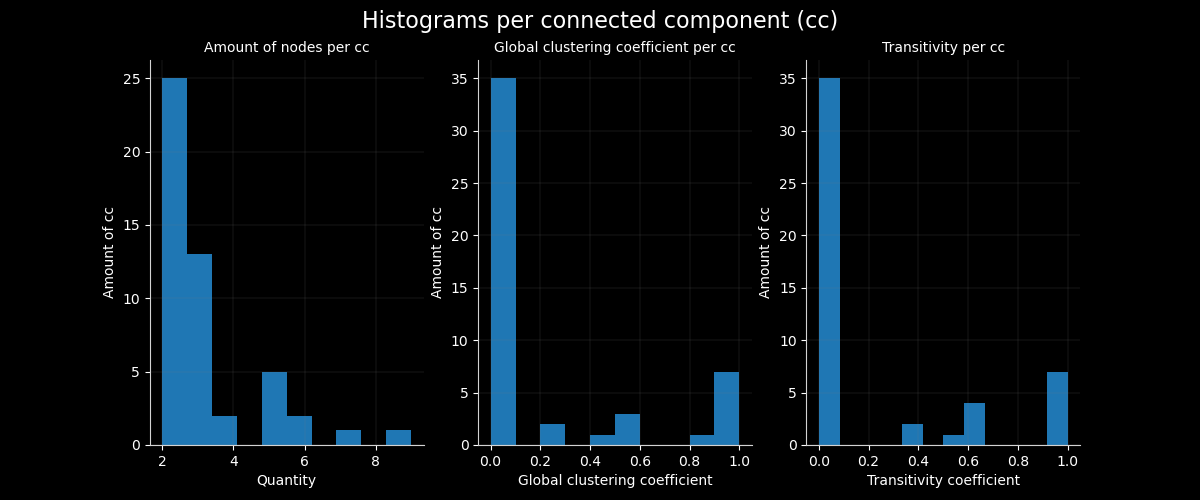 Histograms per connected component (cc)
Amount of nodes per cc
Global clustering coefficient per cc
Transitivity per cc
25
20
15
10
5
0
Amount of cc
2 4 6 8
Quantity
35
30
25
20
15
10
5
0
Amount of cc
0.0 0.2 0.4 0.6 0.8 1.0
Global clustering coefficient
35
30
25
20
15
10
5
0
Amount of cc
0.0 0.2 0.4 0.6 0.8 1.0
Transitivity coefficient